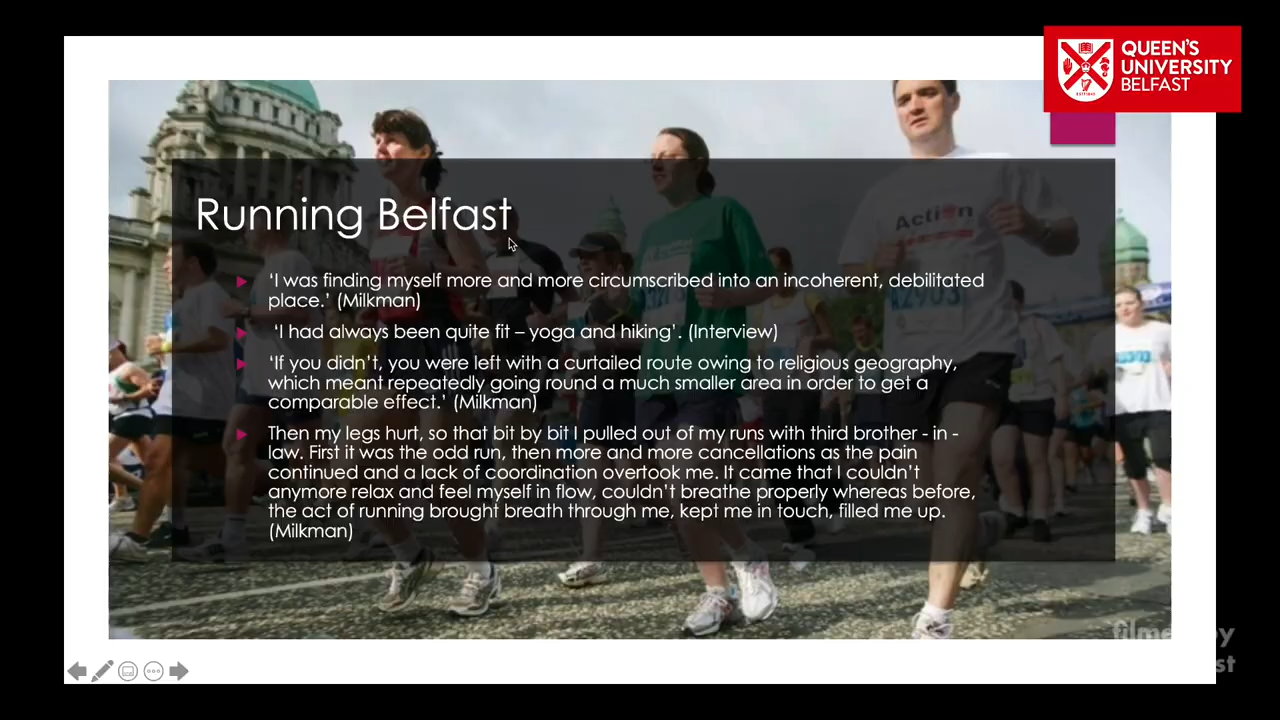 QUEEN'S
UNIVERSITY
BELFAST
Action
Running Belfast
‘I was finding myself more and more circumscribed into an incoherent, debilitated
place.’ (Milkman)
‘I had always been quite fit – yoga and hiking’. (Interview)
‘If you didn’t, you were left with a curtailed route owing to religious geography,
which meant repeatedly going round a much smaller area in order to get a
comparable effect.’ (Milkman)
Then my legs hurt, so that bit by bit I pulled out of my runs with third brother - in -
law. First it was the odd run, then more and more cancellations as the pain
continued and a lack of coordination overtook me. It came that I couldn’t
anymore relax and feel myself in flow, couldn’t breathe properly whereas before,
the act of running brought breath through me, kept me in touch, filled me up.
(Milkman)